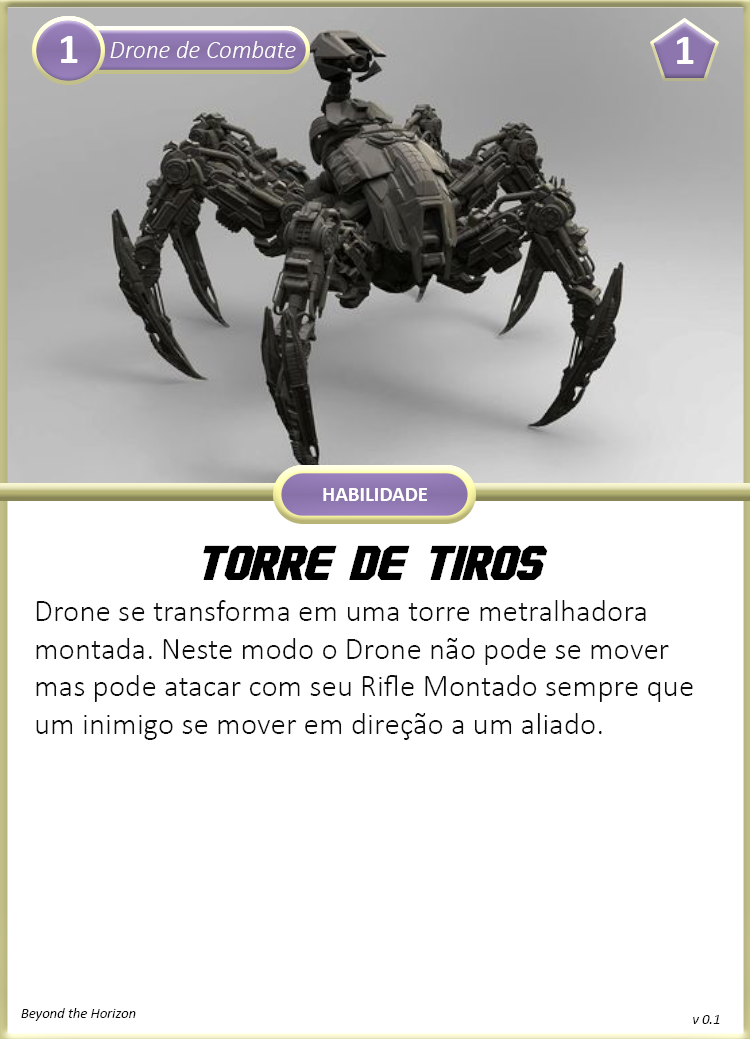 1 Drone de Combate 1
HABILIDADE
TORRE DE TIROS
Drone se transforma em uma torre metralhadora
montada. Neste modo o Drone não pode se mover
mas pode atacar com seu Rifle Montado sempre que
um inimigo se mover em direção a um aliado.
Beyond the Horizon
v 0.1